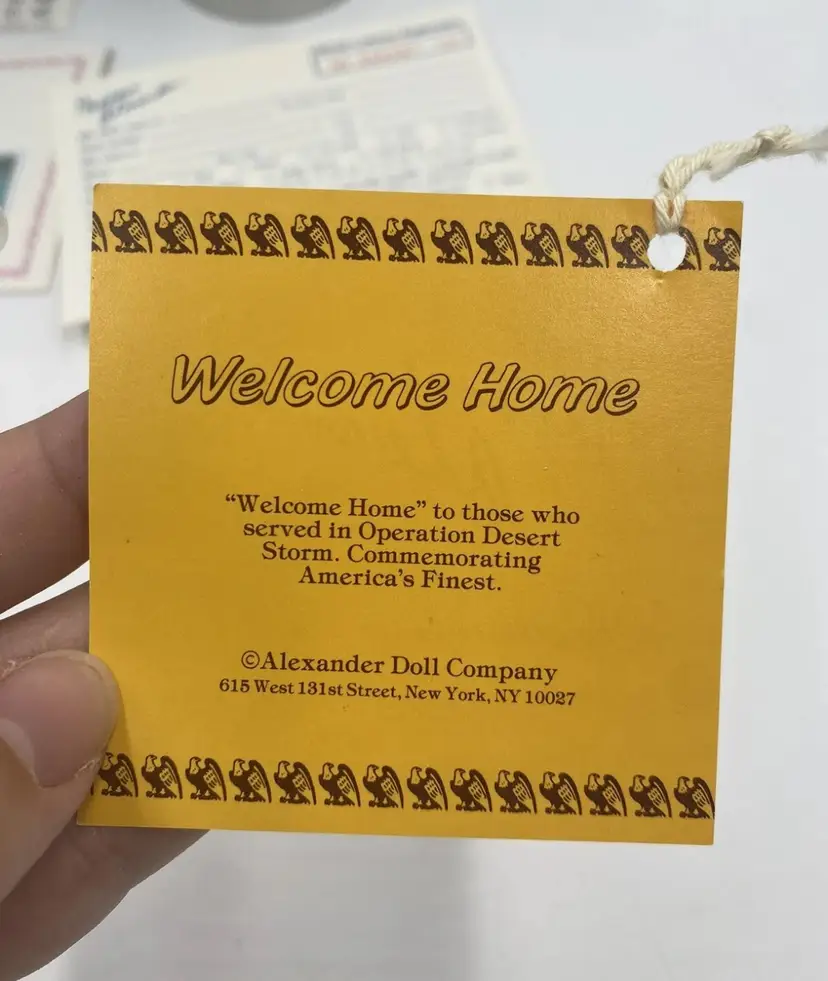 Welcome Home
“Welcome Home” to those who
served in Operation Desert
Storm. Commemorating
America’s Finest.
©Alexander Doll Company
615 West 131st Street, New York, NY 10027